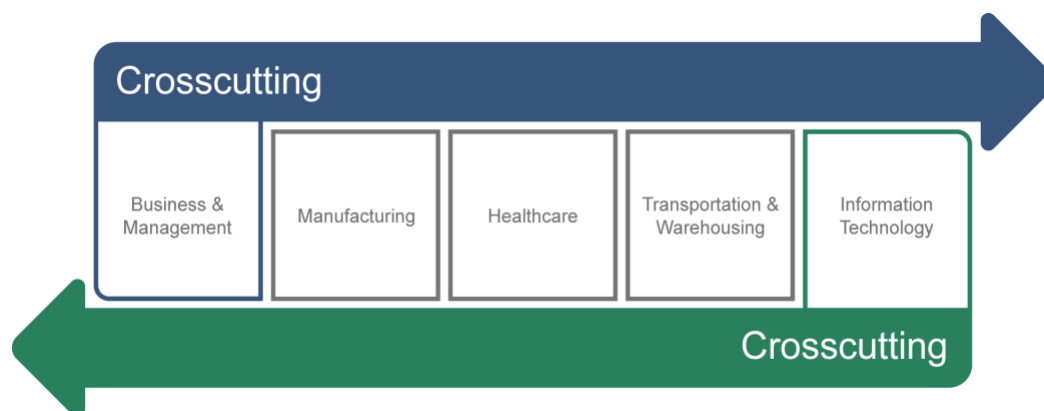 Crosscutting
Business &
Management
Manufacturing
Healthcare
Transportation &
Warehousing
Information
Technology
Crosscutting